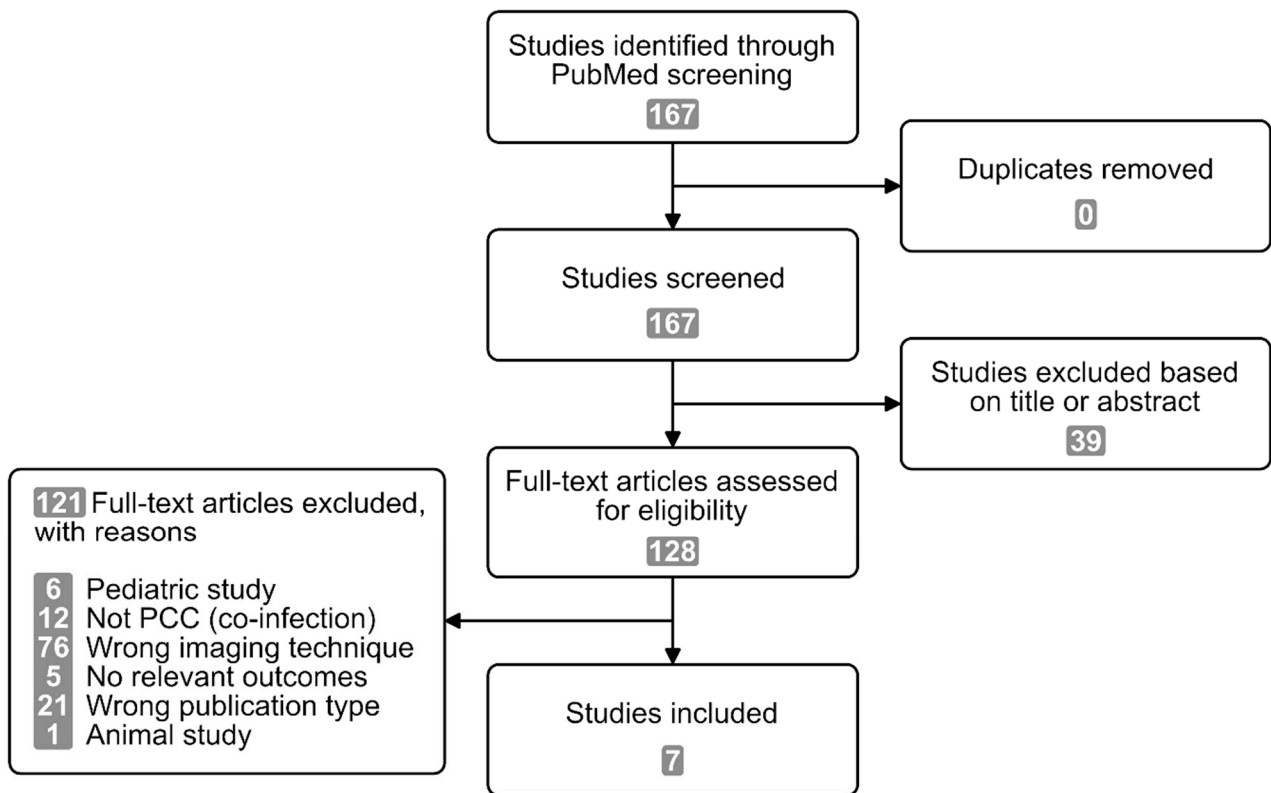 Studies identified through
PubMed screening
167
Duplicates removed
0
Studies screened
167
Studies excluded based
on title or abstract
39
Full-text articles assessed
for eligibility
128
121 Full-text articles excluded,
with reasons
6 Pediatric study
12 Not PCC (co-infection)
76 Wrong imaging technique
5 No relevant outcomes
21 Wrong publication type
1 Animal study
Studies included
7